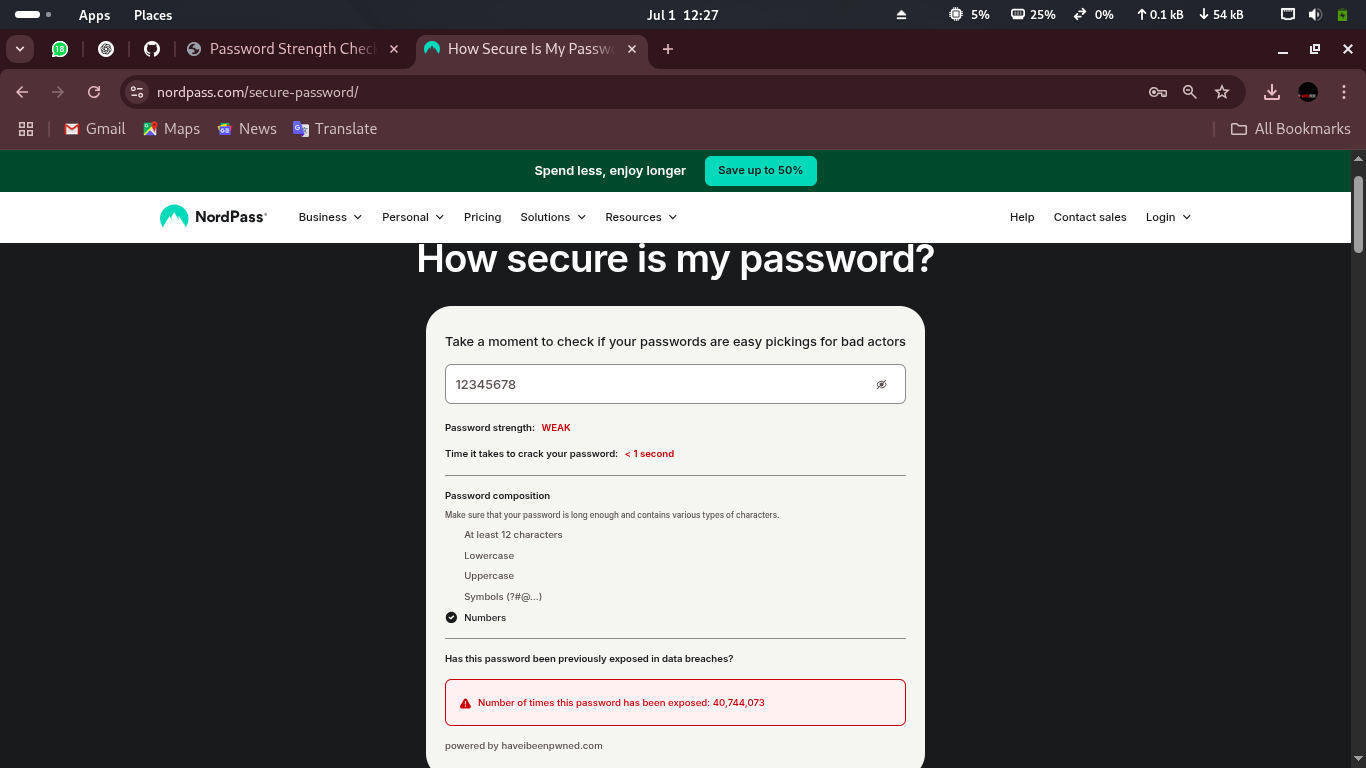 Apps Places Jul 1 12:27 5% 25% 0% 0.1 kB 54 kB
18 Password Strength Chec How Secure Is My Passwo
nordpass.com/secure-password/
Gmail Maps News Translate All Bookmarks
Spend less, enjoy longer Save up to 50%
NordPass® Business Personal Pricing Solutions Resources Help Contact sales Login
How secure is my password?
Take a moment to check if your passwords are easy pickings for bad actors
12345678
Password strength: WEAK
Time it takes to crack your password: < 1 second
Password composition
Make sure that your password is long enough and contains various types of characters.
At least 12 characters
Lowercase
Uppercase
Symbols (?#@...)
Numbers
Has this password been previously exposed in data breaches?
Number of times this password has been exposed: 40,744,073
powered by haveibeenpwned.com